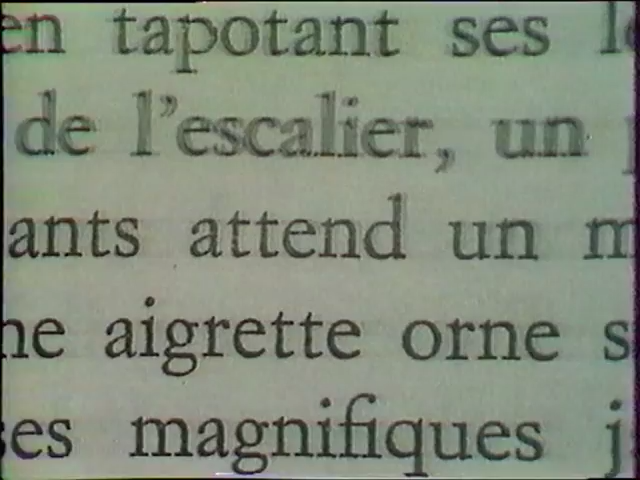 en tapotant ses
de l'escalier, un
ants attend un m
ne aigrette orne s
es magnifiques j